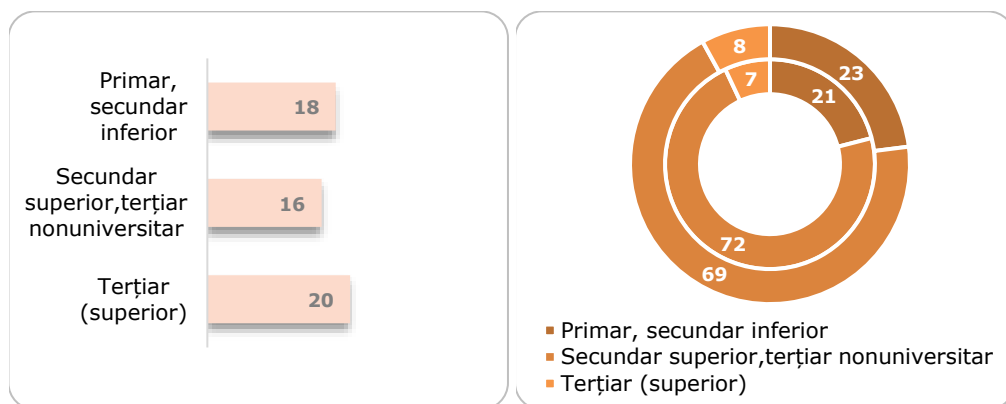 Primar,
secundar
inferior
18
Secundar
superior,terțiar
nonuniversitar
16
Terțiar
(superior)
20
8
23
7
21
72
69
Primar, secundar inferior
Secundar superior,terțiar nonuniversitar
Terțiar (superior)